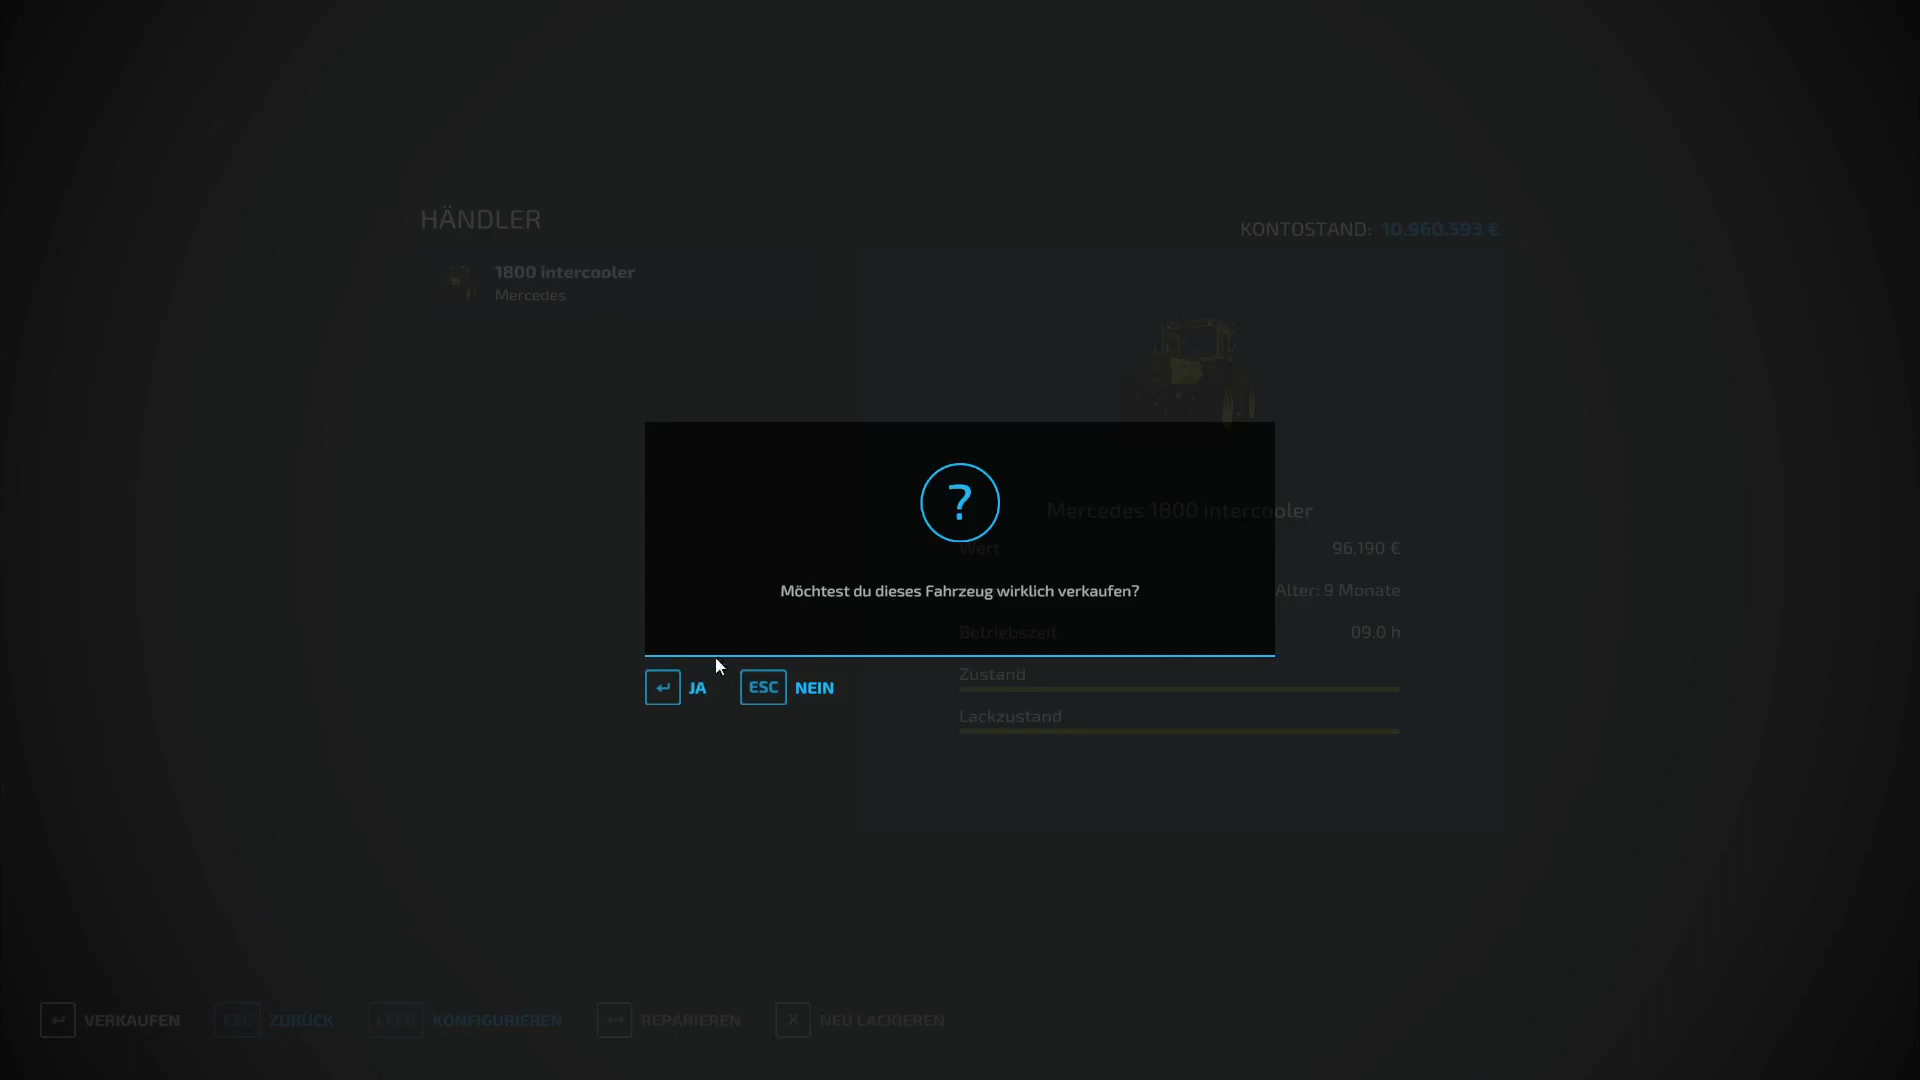 HÄNDLER
KONTOSTAND: 10.960.593 €
1800 intercooler
Mercedes
?
Mercedes 1800 intercooler
Wert 96.190 €
Möchtest du dieses Fahrzeug wirklich verkaufen?
Alter: 9 Monate
Betriebszeit 09.0 h
Zustand
↵ JA ESC NEIN
Lackzustand
↵ VERKAUFEN ESC ZURÜCK LEER KONFIGURIEREN ↔ REPARIEREN X NEU LACKIEREN